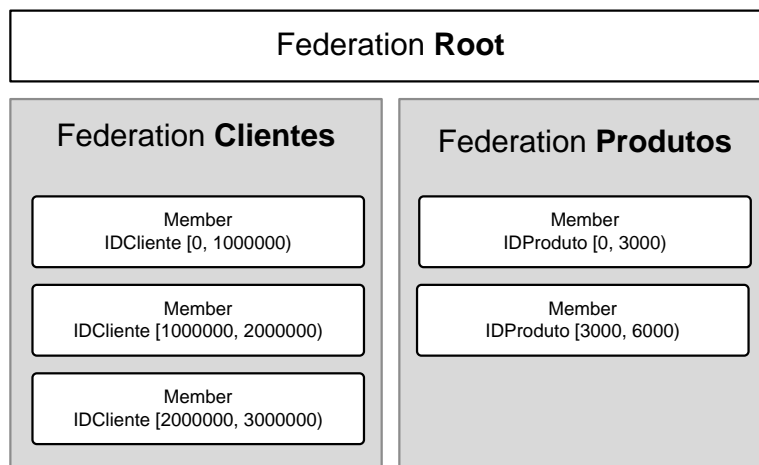 Federation Root
Federation Clientes
Member
IDCliente [0, 1000000)
Member
IDCliente [1000000, 2000000)
Member
IDCliente [2000000, 3000000)
Federation Produtos
Member
IDProduto [0, 3000)
Member
IDProduto [3000, 6000)